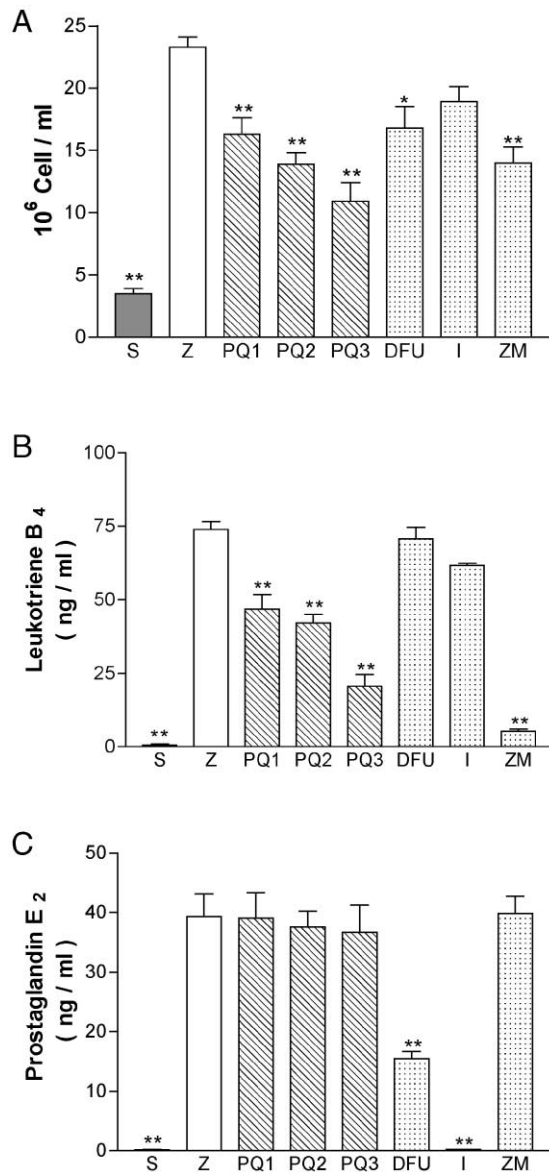 A
10⁶ Cell / ml
25
20
15
10
5
0
**
**
**
**
*
**
S Z PQ1 PQ2 PQ3 DFU I ZM
B
Leukotriene B 4
( ng / ml )
100
75
50
25
0
**
**
**
**
**
S Z PQ1 PQ2 PQ3 DFU I ZM
C
Prostaglandin E 2
( ng / ml )
50
40
30
20
10
0
**
**
**
S Z PQ1 PQ2 PQ3 DFU I ZM